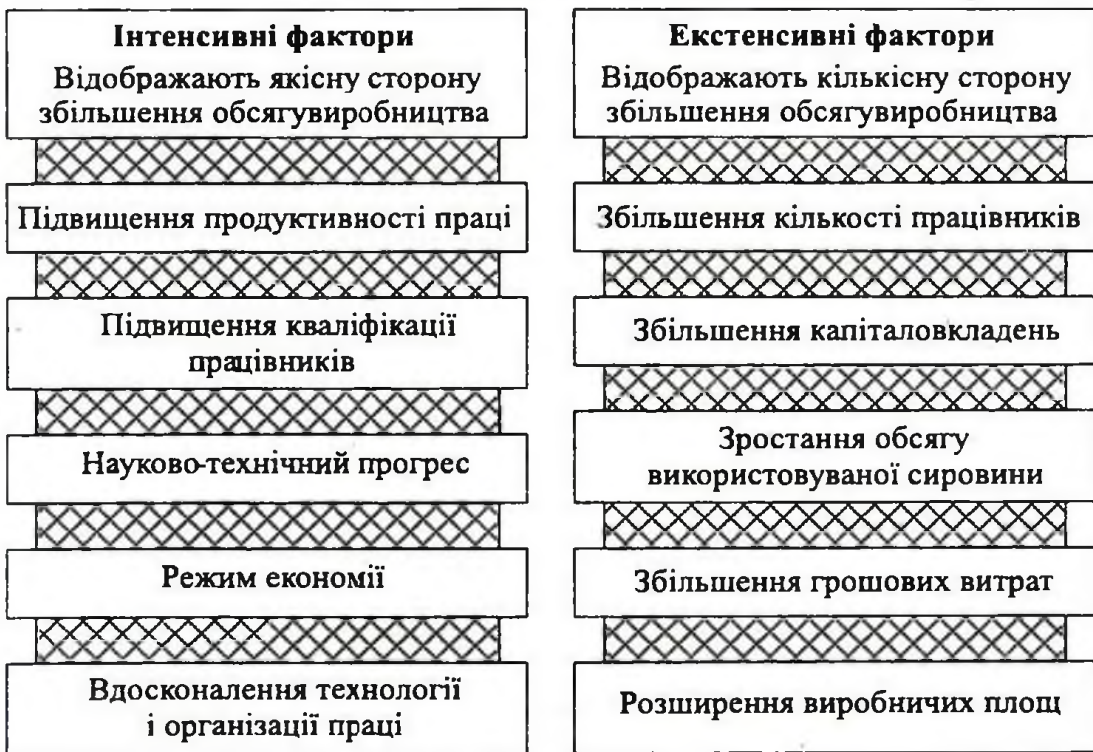 Інтенсивні фактори
Відображають якісну сторону
збільшення обсягувиробництва
Підвищення продуктивності праці
Підвищення кваліфікації
працівників
Науково-технічний прогрес
Режим економії
Вдосконалення технології
і організації праці
Екстенсивні фактори
Відображають кількісну сторону
збільшення обсягувиробництва
Збільшення кількості працівників
Збільшення капіталовкладень
Зростання обсягу
використовуваної сировини
Збільшення грошових витрат
Розширення виробничих площ